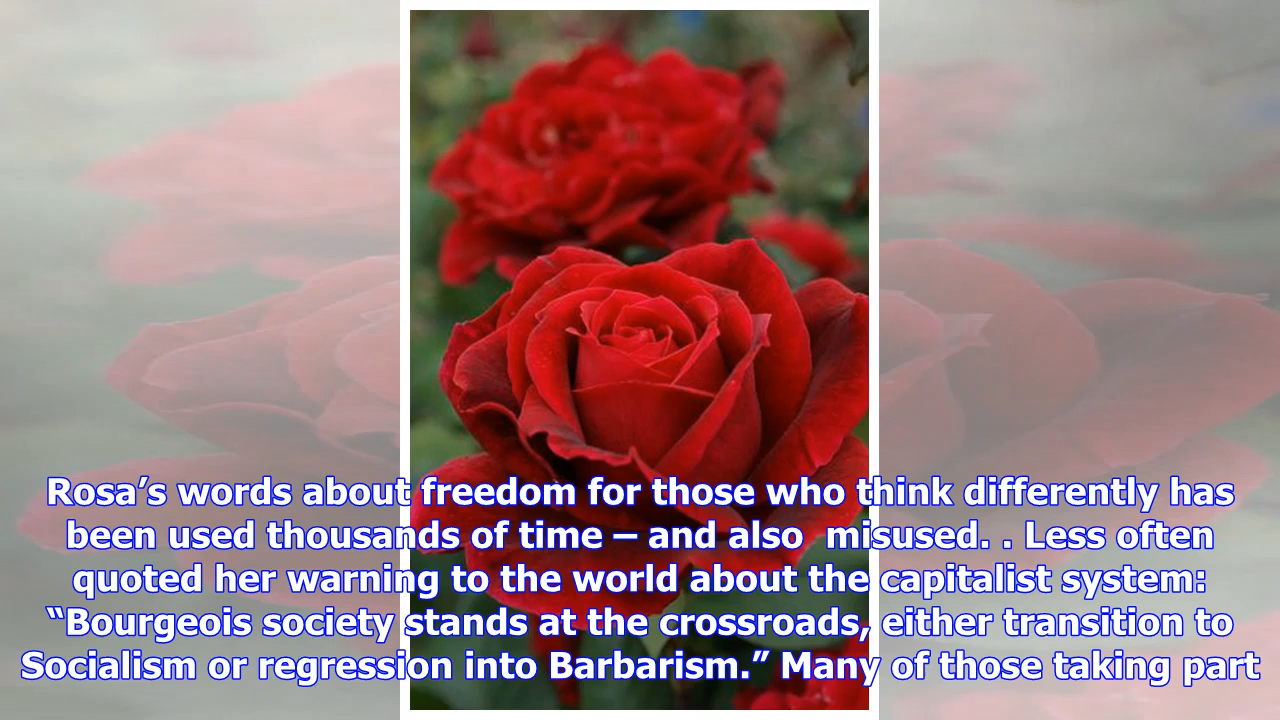 Rosa’s words about freedom for those who think differently has
been used thousands of time – and also  misused. . Less often
quoted her warning to the world about the capitalist system:
“Bourgeois society stands at the crossroads, either transition to
Socialism or regression into Barbarism.” Many of those taking part